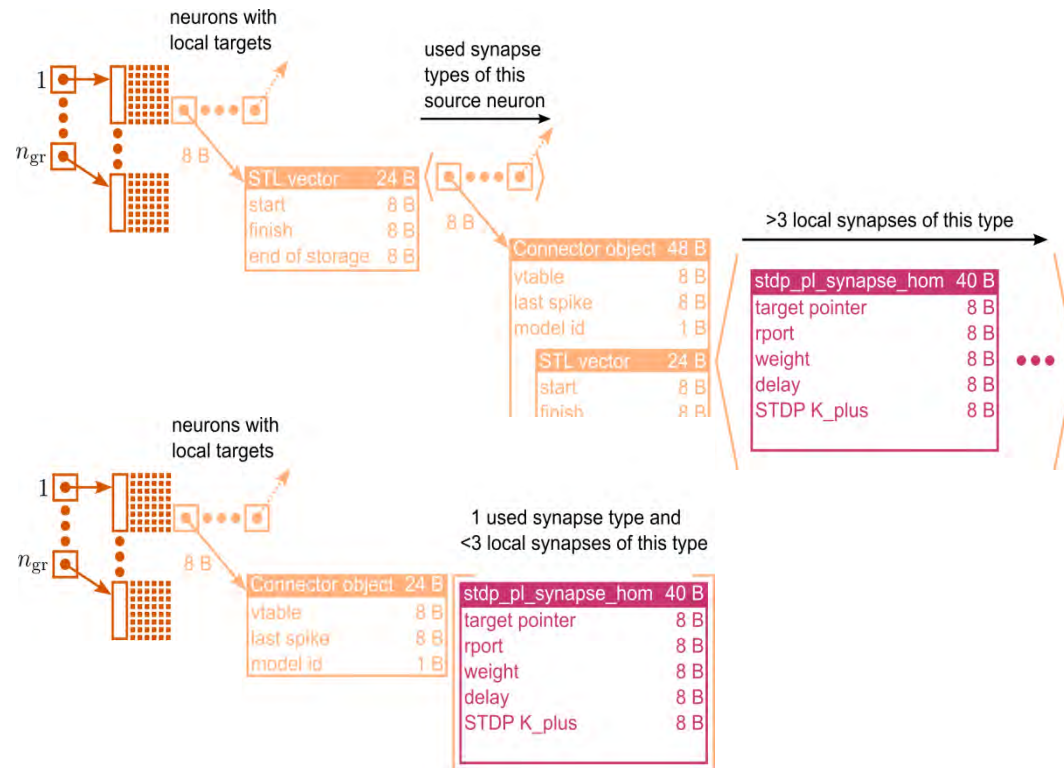 neurons with
local targets
used synapse
types of this
source neuron
1
n_gr
8 B
STL vector 24 B
start 8 B
finish 8 B
end of storage 8 B
8 B
>3 local synapses of this type
Connector object 48 B
vtable 8 B
last spike 8 B
model id 1 B
STL vector 24 B
start 8 B
finish 8 B
stdp_pl_synapse_hom 40 B
target pointer 8 B
rport 8 B
weight 8 B
delay 8 B
STDP K_plus 8 B
neurons with
local targets
1
n_gr
8 B
1 used synapse type and
<3 local synapses of this type
Connector object 24 B
vtable 8 B
last spike 8 B
model id 1 B
stdp_pl_synapse_hom 40 B
target pointer 8 B
rport 8 B
weight 8 B
delay 8 B
STDP K_plus 8 B